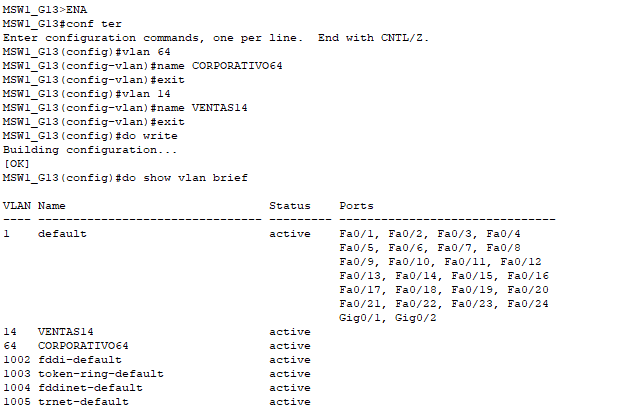 MSW1_G13>ENA
MSW1_G13#conf ter
Enter configuration commands, one per line.  End with CNTL/Z.
MSW1_G13(config)#vlan 64
MSW1_G13(config-vlan)#name CORPORATIVO64
MSW1_G13(config-vlan)#exit
MSW1_G13(config)#vlan 14
MSW1_G13(config-vlan)#name VENTAS14
MSW1_G13(config-vlan)#exit
MSW1_G13(config)#do write
Building configuration...
[OK]
MSW1_G13(config)#do show vlan brief

VLAN Name                             Status    Ports
---- -------------------------------- --------- -------------------------------
1    default                          active    Fa0/1, Fa0/2, Fa0/3, Fa0/4
                                                Fa0/5, Fa0/6, Fa0/7, Fa0/8
                                                Fa0/9, Fa0/10, Fa0/11, Fa0/12
                                                Fa0/13, Fa0/14, Fa0/15, Fa0/16
                                                Fa0/17, Fa0/18, Fa0/19, Fa0/20
                                                Fa0/21, Fa0/22, Fa0/23, Fa0/24
                                                Gig0/1, Gig0/2
14   VENTAS14                         active
64   CORPORATIVO64                    active
1002 fddi-default                     active
1003 token-ring-default               active
1004 fddinet-default                  active
1005 trnet-default                    active